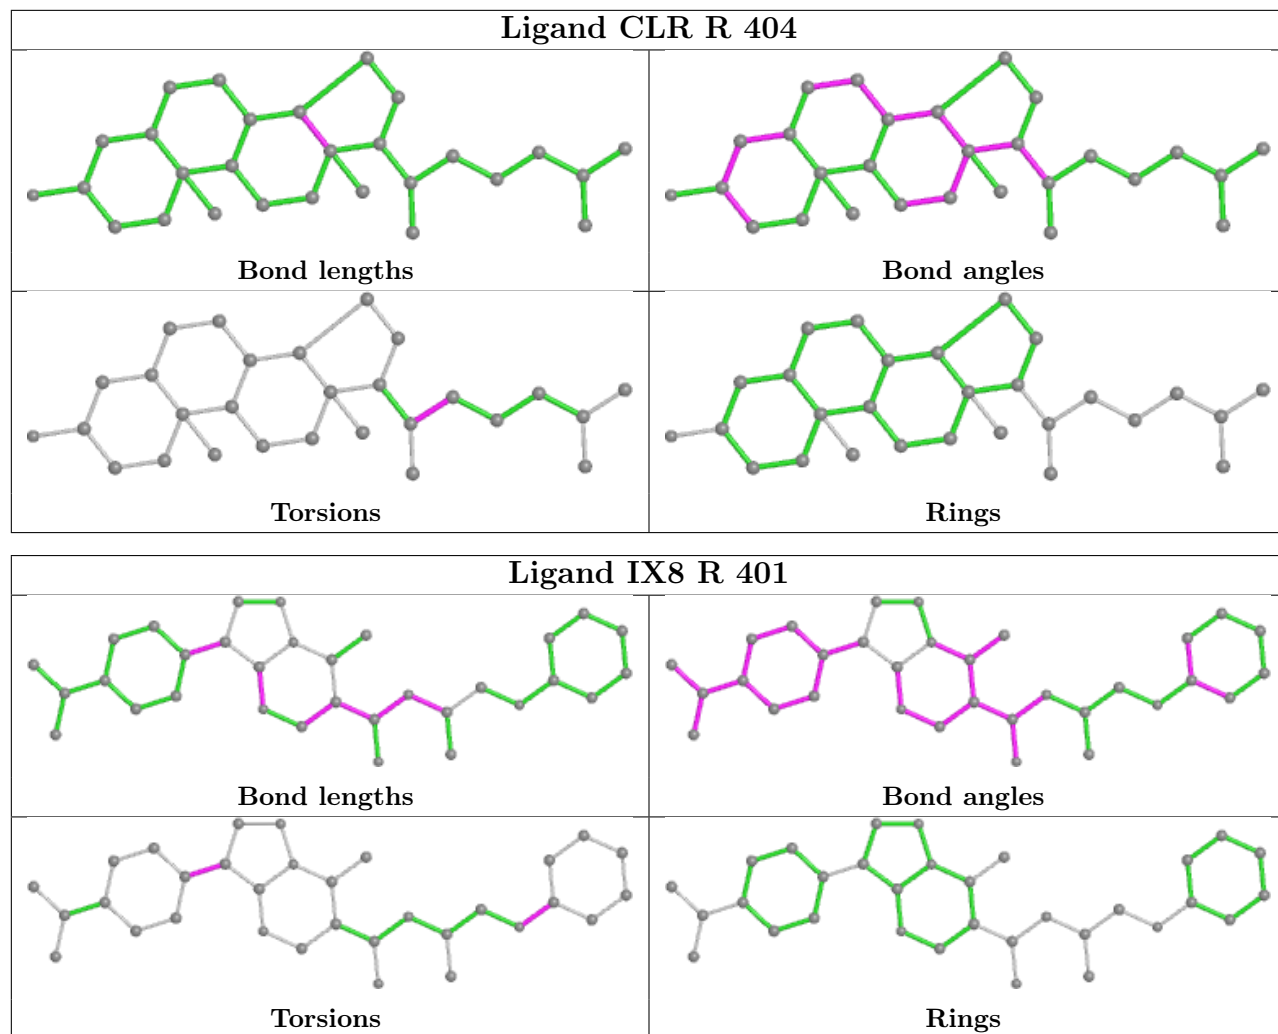 Ligand CLR R 404
Bond lengths
Bond angles
Torsions
Rings
Ligand IX8 R 401
Bond lengths
Bond angles
Torsions
Rings